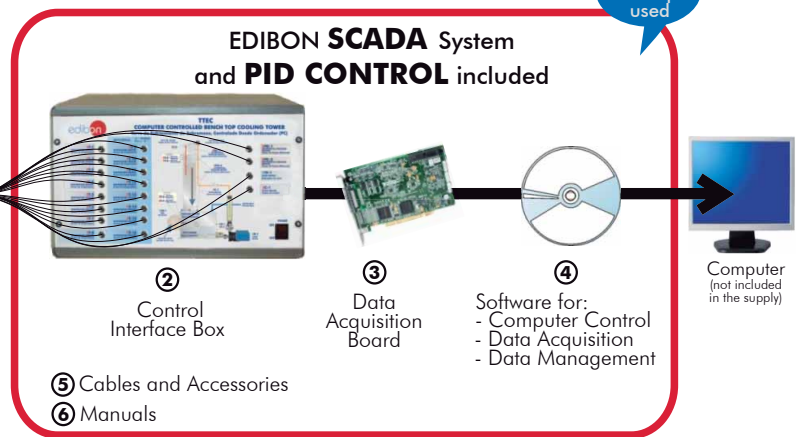 used
EDIBON SCADA System
and PID CONTROL included
edibon
TTEC
COMPUTER CONTROLLED BENCH TOP COOLING TOWER
2
Control
Interface Box
3
Data
Acquisition
Board
4
Software for:
- Computer Control
- Data Acquisition
- Data Management
Computer
(not included
in the supply)
5 Cables and Accessories
6 Manuals